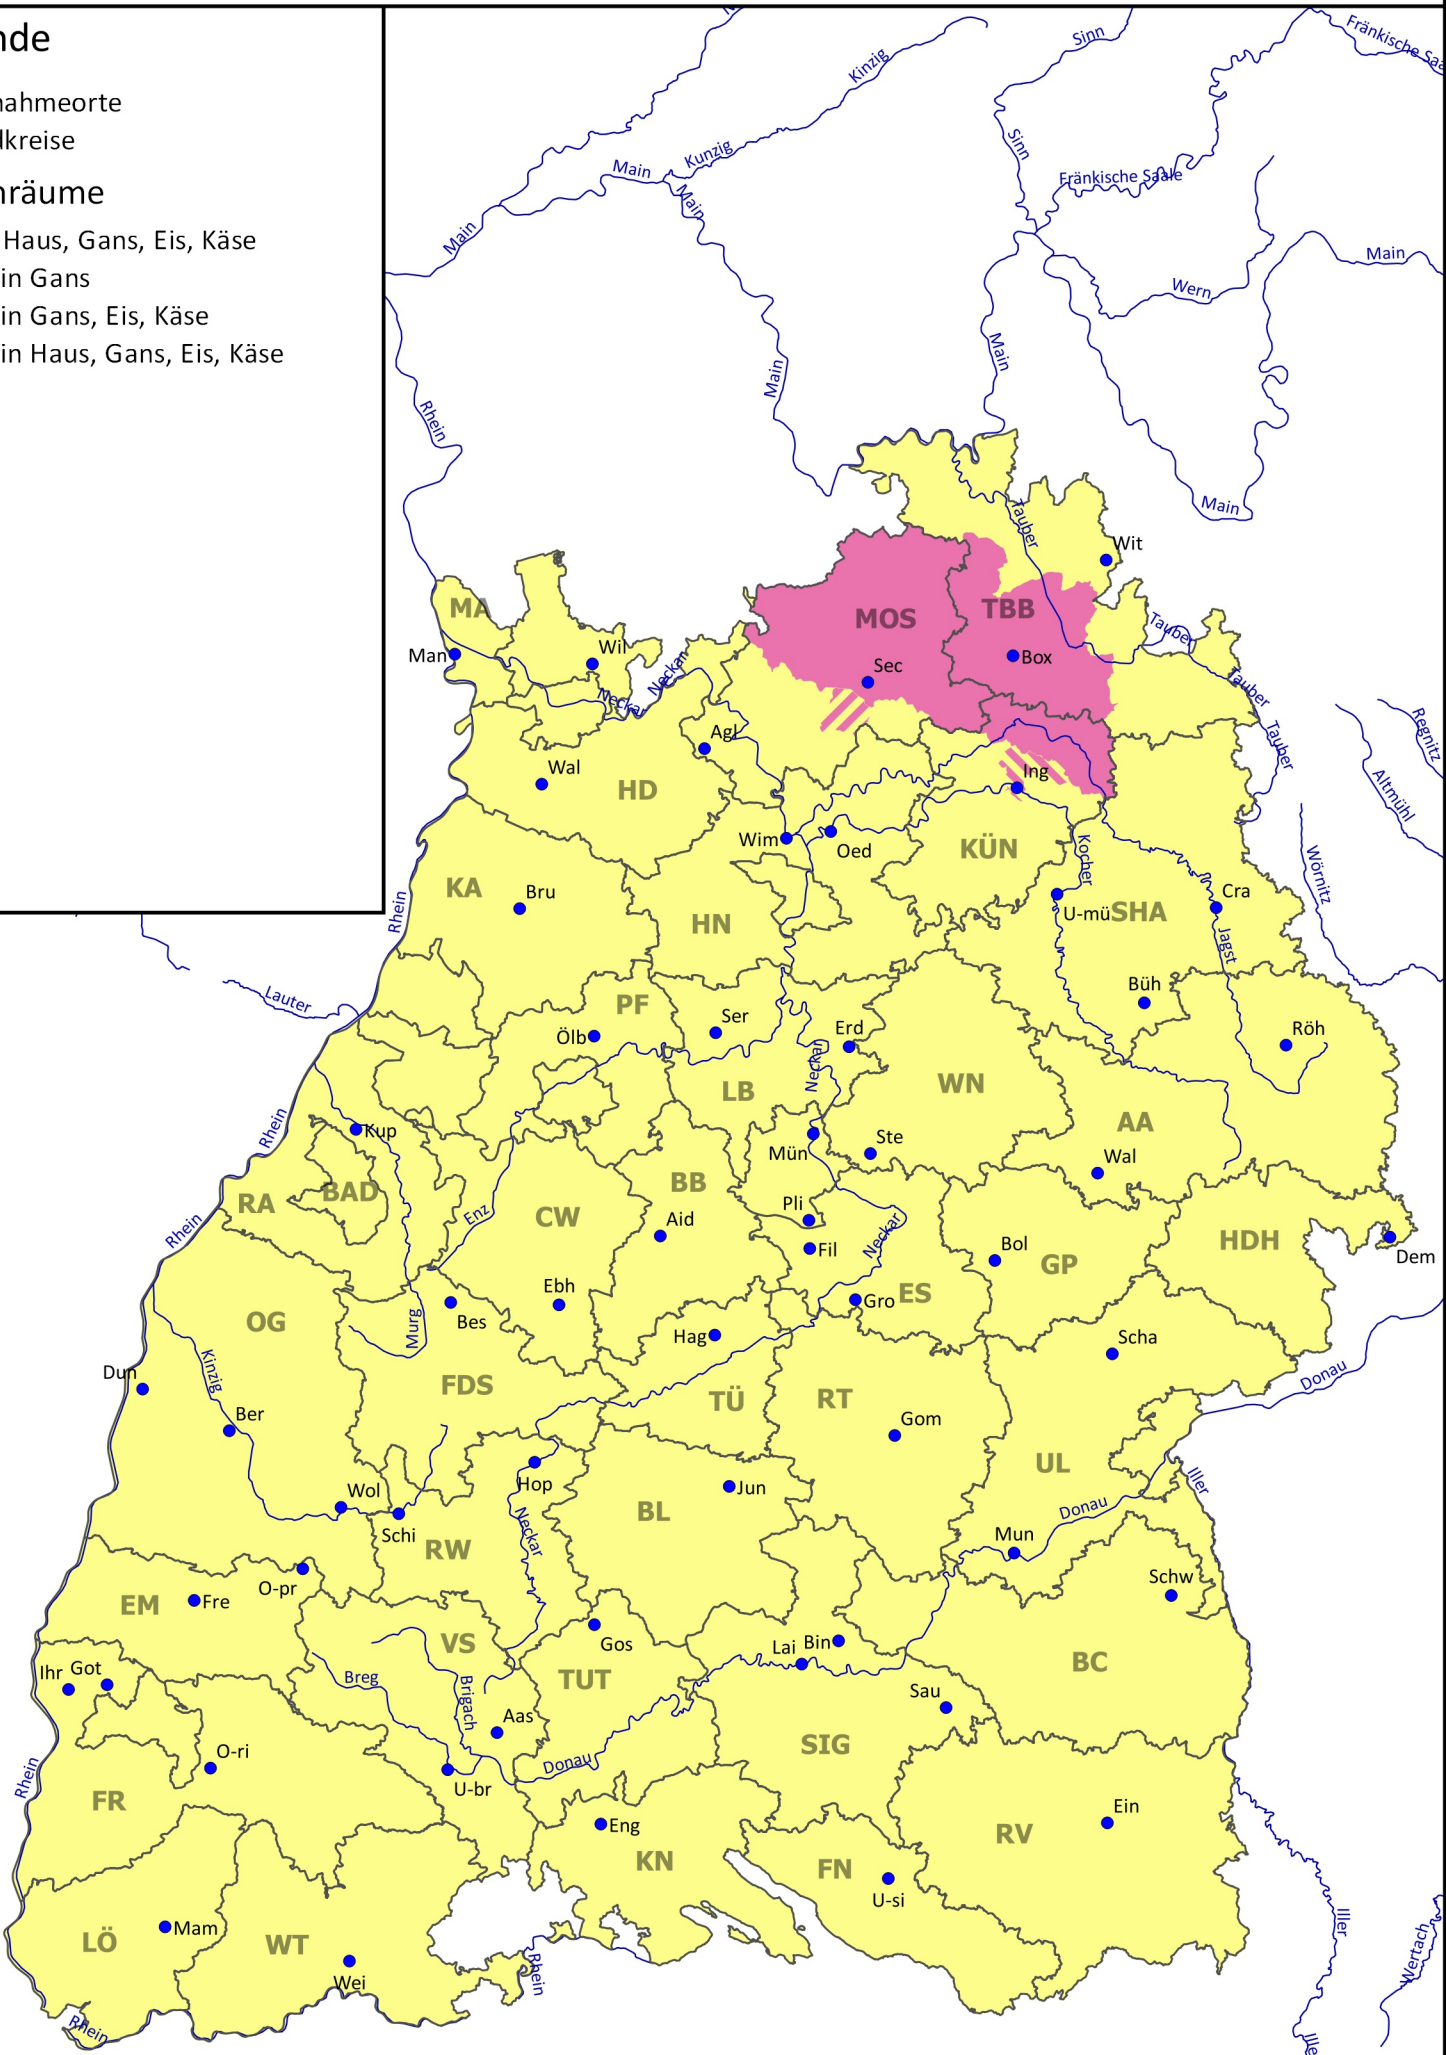 nde
nahmeorte
dkreise
nräume
Haus, Gans, Eis, Käse
in Gans
in Gans, Eis, Käse
in Haus, Gans, Eis, Käse
Kinzig
Sinn
Fränkische Saa
Kunzig
Main
Sinn
Fränkische Saale
Main
Main
Main
Wern
Main
Main
Rhein
Main
Tauber
Wit
MA
MOS
TBB
Man
Wil
Neckar
Neckar
Sec
Box
Tauber
Tauber
Tauber
Regnitz
Altmühl
Agl
Wal
HD
Ing
Wim
Oed
KÜN
Kocher
Wörnitz
KA
Bru
Rhein
HN
U-mü
SHA
Cra
Jagst
Lauter
PF
Ölb
Ser
Erd
Neckar
Büh
Röh
LB
WN
AA
Rhein
Kup
Mün
Ste
Wal
RA
BAD
Enz
CW
BB
Aid
Pli
Fil
Neckar
Rhein
Bol
GP
HDH
Dem
OG
Murg
Bes
Ebh
Hag
Gro
ES
Scha
Dun
Kinzig
Ber
FDS
TÜ
RT
Gom
Donau
UL
Iller
Wol
Schi
Hop
Neckar
BL
Jun
Donau
Mun
RW
Schw
EM
Fre
O-pr
VS
Gos
TUT
Lai
Bin
BC
Ihr
Got
Breg
Brigach
Aas
Sau
SIG
Rhein
O-ri
U-br
Donau
FR
Eng
KN
FN
U-si
RV
Ein
LÖ
Mam
WT
Wei
Rhein
Rhein
Iller
Wertach
Ille